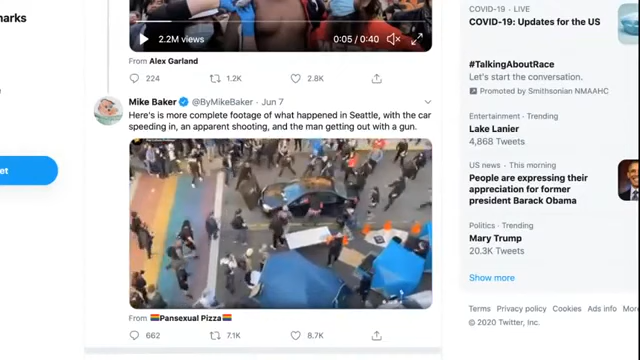 narks
et
2.2M views
0:05 / 0:40
From Alex Garland
224 1.2K 2.8K
Mike Baker @ByMikeBaker · Jun 7
Here's is more complete footage of what happened in Seattle, with the car
speeding in, an apparent shooting, and the man getting out with a gun.
From Pansexual Pizza
662 7.1K 8.7K
COVID-19 · LIVE
COVID-19: Updates for the US
#TalkingAboutRace
Let's start the conversation.
Promoted by Smithsonian NMAAHC
Entertainment · Trending
Lake Lanier
4,868 Tweets
US news · This morning
People are expressing their
appreciation for former
president Barack Obama
Politics · Trending
Mary Trump
20.3K Tweets
Show more
Terms Privacy policy Cookies Ads info Mor
© 2020 Twitter, Inc.